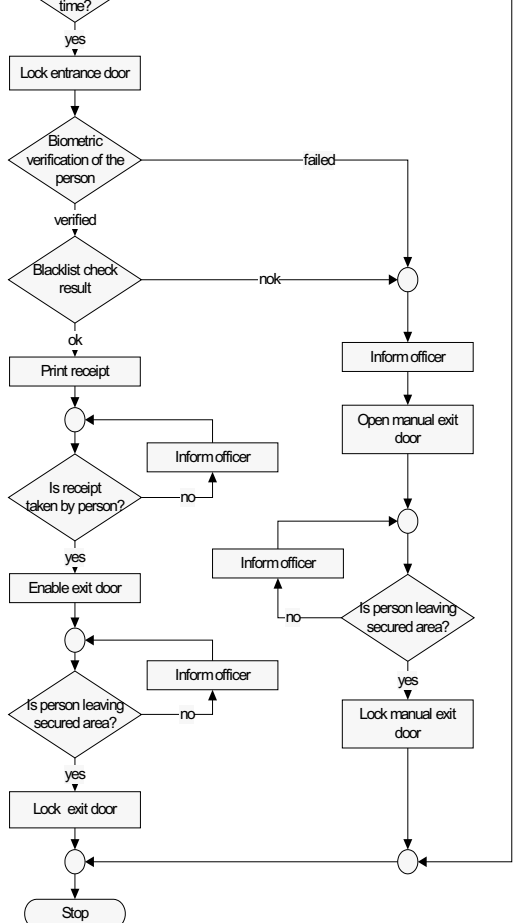 time?
yes
Lock entrance door
Biometric
verification of the
person
failed
verified
Blacklist check
result
nok
ok
Inform officer
Print receipt
Open manual exit
door
Inform officer
Is receipt
taken by person?
no
yes
Inform officer
Enable exit door
Is person leaving
secured area?
no
Inform officer
yes
Is person leaving
secured area?
no
Lock manual exit
door
yes
Lock exit door
Stop